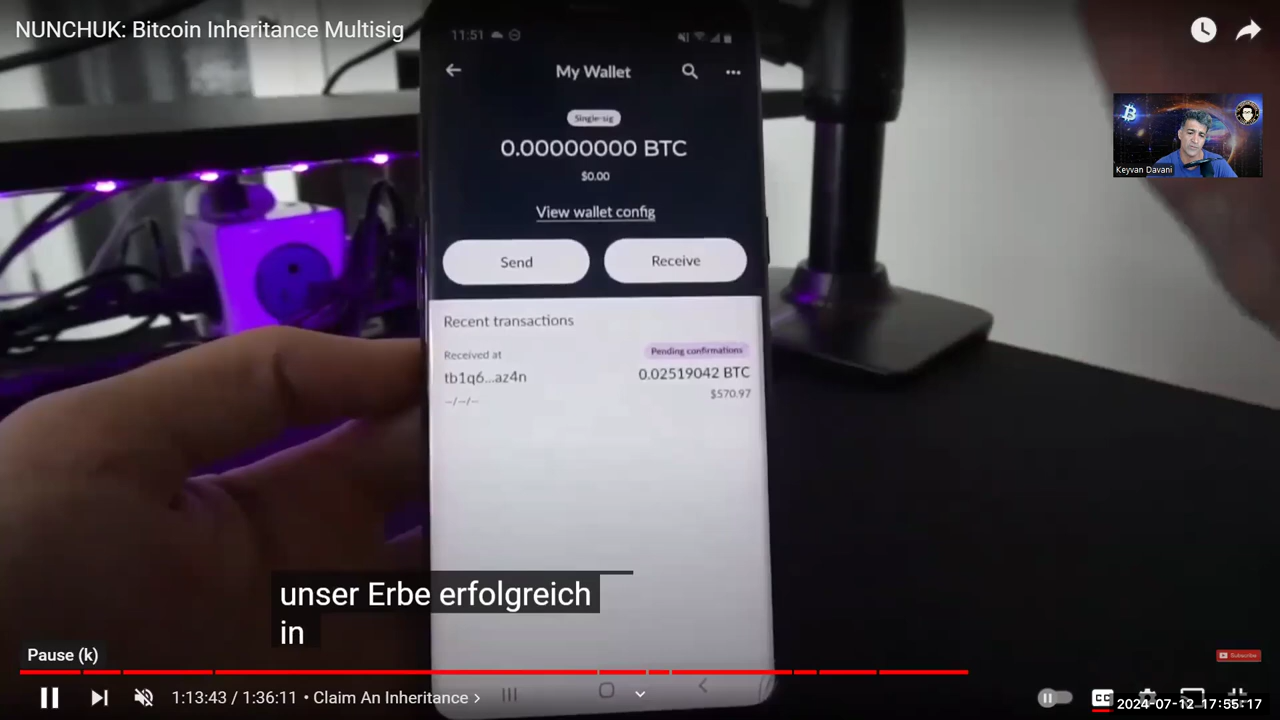 NUNCHUK: Bitcoin Inheritance Multisig
11:51
My Wallet
Single-sig
0.00000000 BTC
$0.00
View wallet config
Send
Receive
Recent transactions
Received at
Pending confirmations
tb1q6...az4n
0.02519042 BTC
--/--/--
$570.97
Keyvan Davani
unser Erbe erfolgreich
in
Pause (k)
Subscribe
1:13:43 / 1:36:11 • Claim An Inheritance
CC
2024-07-12 17:55:17